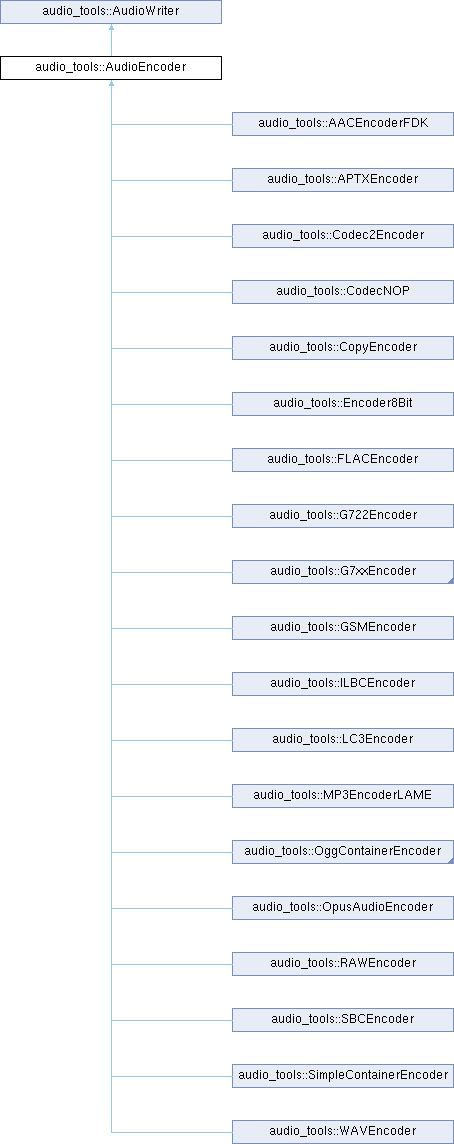 audio_tools::AudioWriter
audio_tools::AudioEncoder
audio_tools::AACEncoderFDK
audio_tools::APTXEncoder
audio_tools::Codec2Encoder
audio_tools::CodecNOP
audio_tools::CopyEncoder
audio_tools::Encoder8Bit
audio_tools::FLACEncoder
audio_tools::G722Encoder
audio_tools::G7xxEncoder
audio_tools::GSMEncoder
audio_tools::ILBCEncoder
audio_tools::LC3Encoder
audio_tools::MP3EncoderLAME
audio_tools::OggContainerEncoder
audio_tools::OpusAudioEncoder
audio_tools::RAWEncoder
audio_tools::SBCEncoder
audio_tools::SimpleContainerEncoder
audio_tools::WAVEncoder